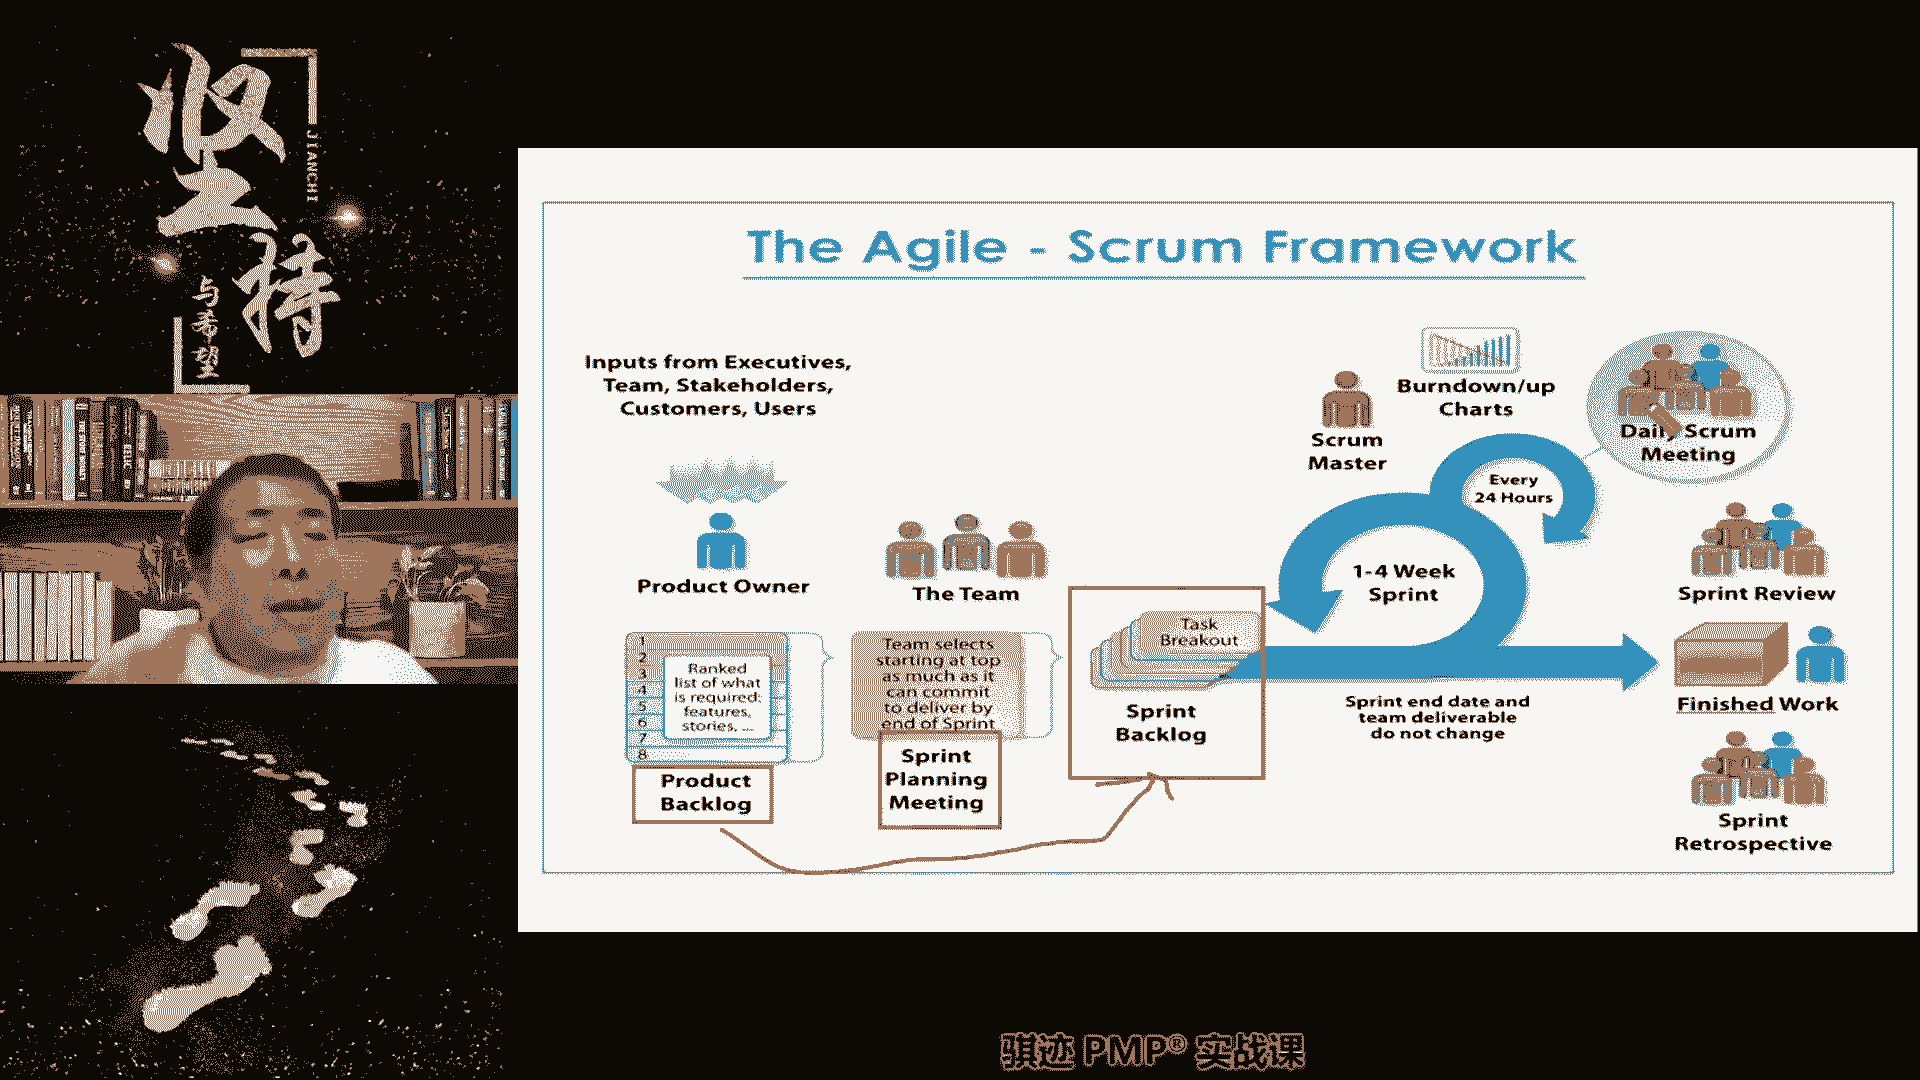 坚
持
JIANCHI
与希望
The Agile - Scrum Framework
Inputs from Executives,
Team, Stakeholders,
Customers, Users
Product Owner
The Team
1
2
3
4
5
6
7
8
Ranked
list of what
is required:
features,
stories, ...
Product
Backlog
Team selects
starting at top
as much as it
can commit
to deliver by
end of Sprint
Sprint
Planning
Meeting
Task
Breakout
Sprint
Backlog
Scrum
Master
Burndown/up
Charts
Every
24 Hours
1-4 Week
Sprint
Sprint end date and
team deliverable
do not change
Daily Scrum
Meeting
Sprint Review
Finished Work
Sprint
Retrospective
骐迹 PMP® 实战课